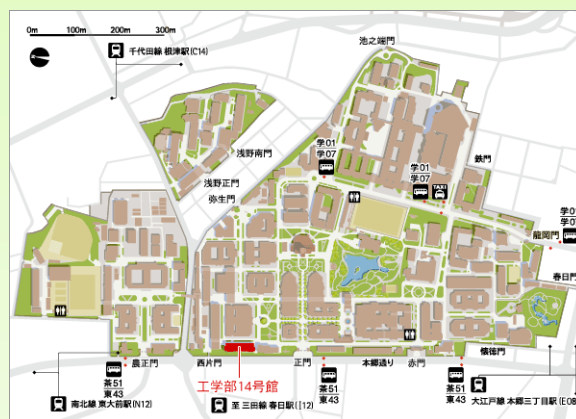 0m 100m 200m 300m
千代田線 根津駅(C14)
池之端門
浅野南門
学01
学07
学01
学07
TAXI
鉄門
浅野正門
弥生門
学01
学07
龍岡門
春日門
農正門
西片門
正門
本郷通り
赤門
懐徳門
茶51
東43
工学部14号館
茶51
東43
茶51
東43
南北線 東大前駅(N12)
至 三田線 春日駅(I12)
大江戸線 本郷三丁目駅(E08